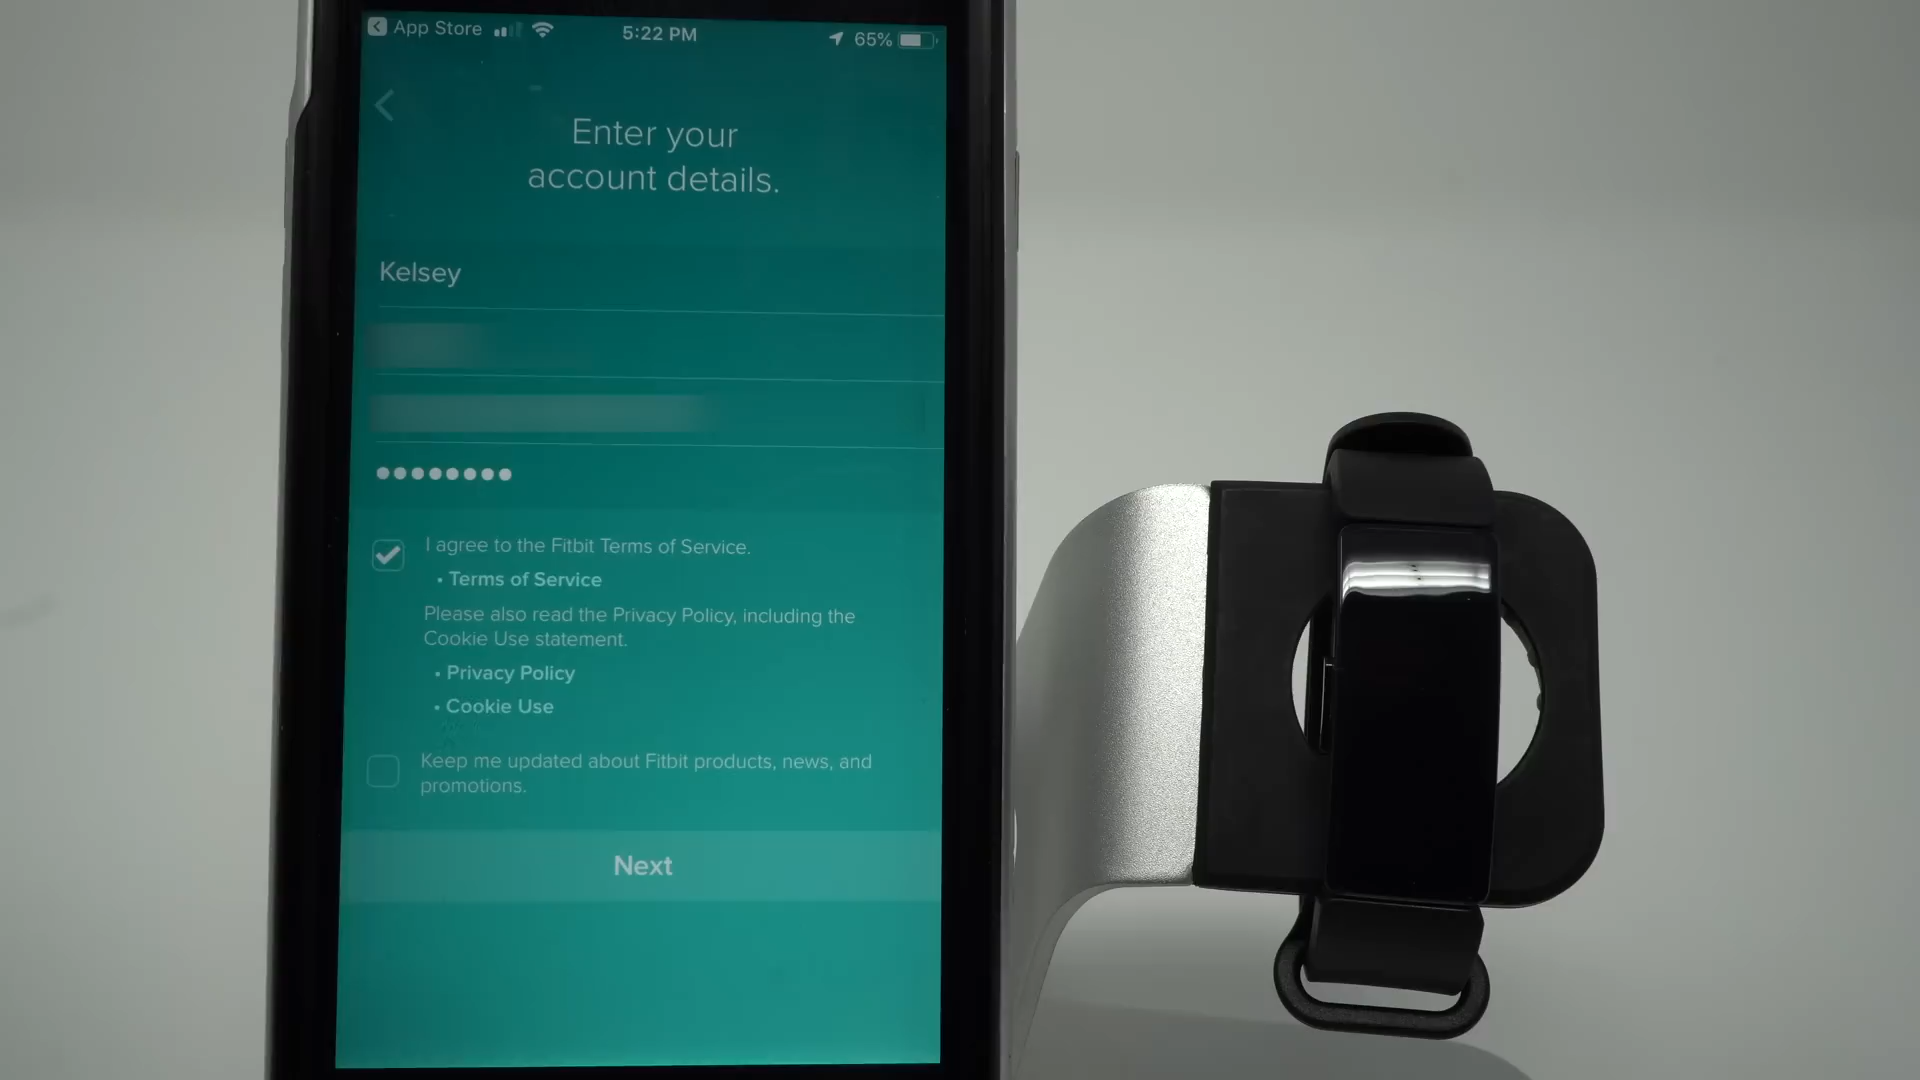 App Store
5:22 PM
65%
Enter your
account details.
Kelsey
••••••••
I agree to the Fitbit Terms of Service.
• Terms of Service
Please also read the Privacy Policy, including the
Cookie Use statement.
• Privacy Policy
• Cookie Use
Keep me updated about Fitbit products, news, and
promotions.
Next